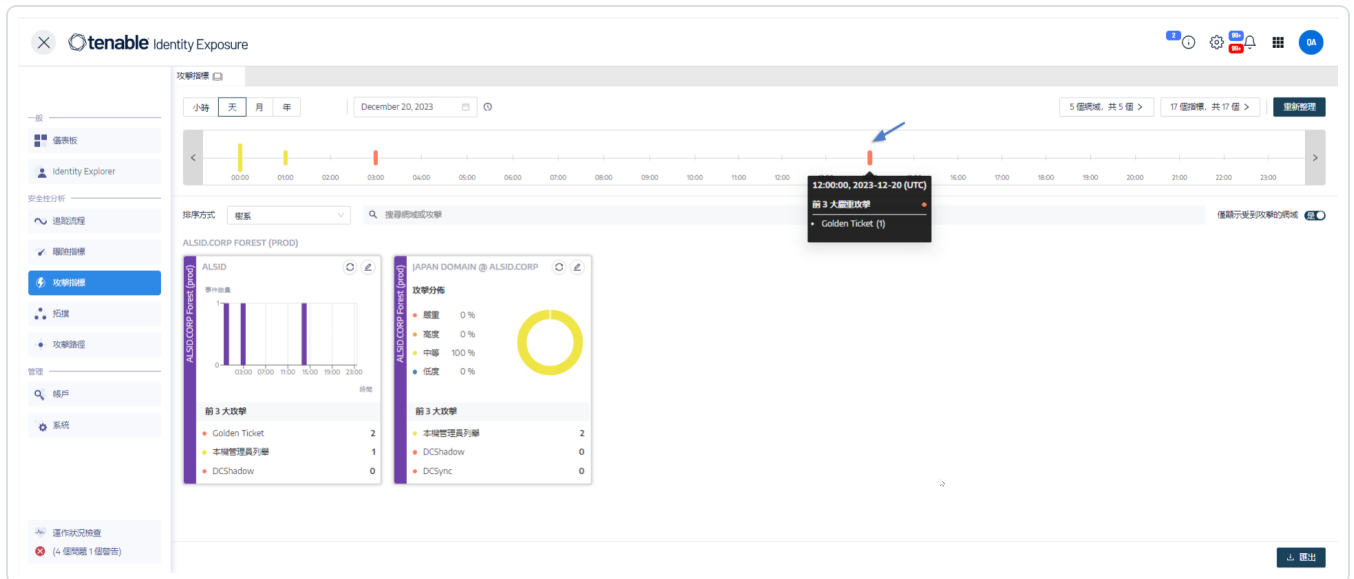 tenable Identity Exposure
2
99+
99+
QA
攻擊指標
小時 天 月 年
December 20, 2023
5 個網域，共 5 個 >
17 個指標，共 17 個 >
重新整理
一般
儀表板
Identity Explorer
安全性分析
追蹤流程
曝險指標
攻擊指標
拓撲
攻擊路徑
管理
帳戶
系統
運作狀況檢查
(4 個問題 1 個警告)
00:00 01:00 02:00 03:00 04:00 05:00 06:00 07:00 08:00 09:00 10:00 11:00 12:00 15:00 16:00 17:00 18:00 19:00 20:00 21:00 22:00 23:00
12:00:00, 2023-12-20 (UTC)
前 3 大嚴重攻擊
• Golden Ticket (1)
排序方式 樹系
搜尋網域或攻擊
僅顯示受到攻擊的網域 是
ALSID.CORP FOREST (PROD)
ALSID.CORP Forest (prod)
ALSID
事件數量
1
0
03:00 07:00 11:00 15:00 19:00 23:00
時間
前 3 大攻擊
Golden Ticket 2
本機管理員列舉 1
DCShadow 0
ALSID.CORP Forest (prod)
JAPAN DOMAIN @ ALSID.CORP
攻擊分佈
嚴重 0 %
高度 0 %
中等 100 %
低度 0 %
前 3 大攻擊
本機管理員列舉 2
DCShadow 0
DCSync 0
匯出